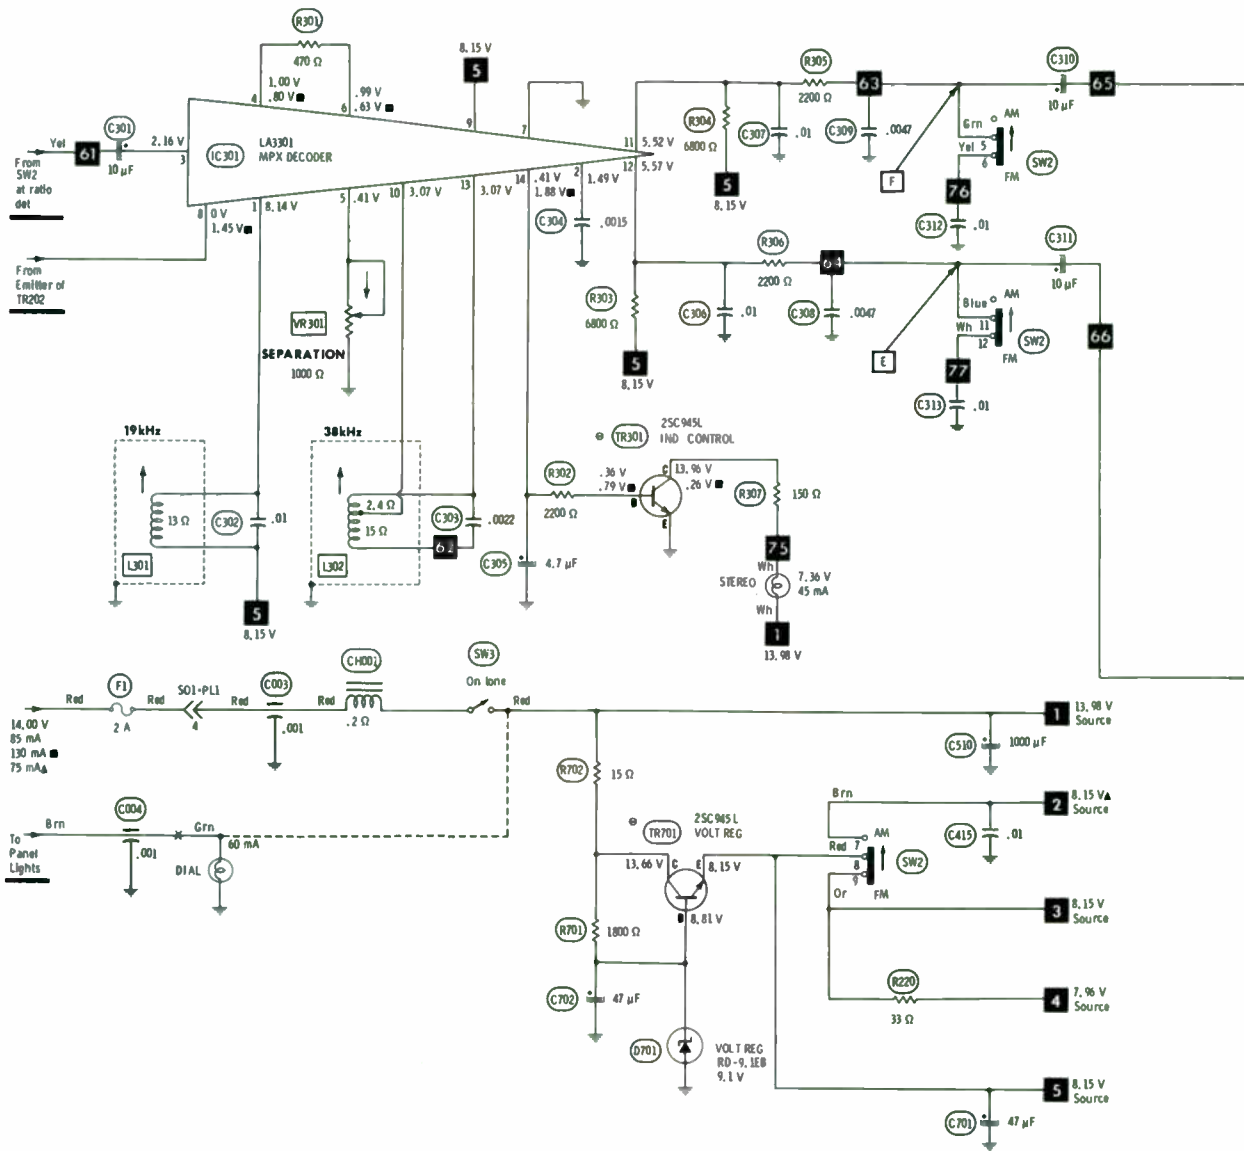 R301
470 Ω
8.15 V
5
1.00 V
.80 V■
4
.99 V
.63 V■
6
9
7
Yel
61
C301
10 µF
2.16 V
3
IC301
LA3301
MPX DECODER
From
SW2
at ratio
det
11
5.52 V
12
5.57 V
R304
6800 Ω
5
8.15 V
C307
.01
R305
2200 Ω
63
C309
.0047
F
C310
10 µF
65
AM
Grn
Yel 5
6
SW2
FM
76
C312
.01
8
0 V
1.45 V■
1
8.14 V
5
.41 V
10
3.07 V
13
3.07 V
14
.41 V
1.88 V■
2
1.49 V
C304
.0015
From
Emitter of
TR202
VR301
SEPARATION
1000 Ω
R303
6800 Ω
5
8.15 V
C306
.01
R306
2200 Ω
64
C308
.0047
E
C311
10 µF
66
AM
Blue
Wh 11
12
SW2
FM
77
C313
.01
19kHz
13 Ω
L301
C302
.01
5
8.15 V
38kHz
2.4 Ω
15 Ω
L302
C303
.0022
62
R302
2200 Ω
C305
4.7 µF
TR301
2SC945L
IND CONTROL
.36 V
.79 V■
B
C
E
13.96 V
.26 V■
R307
150 Ω
75
Wh
STEREO
7.36 V
45 mA
Wh
1
13.98 V
Red
14.00 V
85 mA
130 mA■
75 mA▲
F1
2 A
Red
SO1-PL1
4
Red
C003
.001
Red
CH001
.2 Ω
SW3
On tone
Red
1
13.98 V
Source
C510
1000 µF
R702
15 Ω
To
Panel
Lights
Brn
C004
.001
Grn
DIAL
60 mA
TR701
2SC945L
VOLT REG
13.66 V
C
E
8.15 V
B
8.81 V
Brn
AM
Red 7
8
9
Or
FM
SW2
2
8.15 V▲
Source
C415
.01
3
8.15 V
Source
R220
33 Ω
4
7.96 V
Source
R701
1800 Ω
C702
47 µF
D701
VOLT REG
RD-9.1EB
9.1 V
5
8.15 V
Source
C701
47 µF